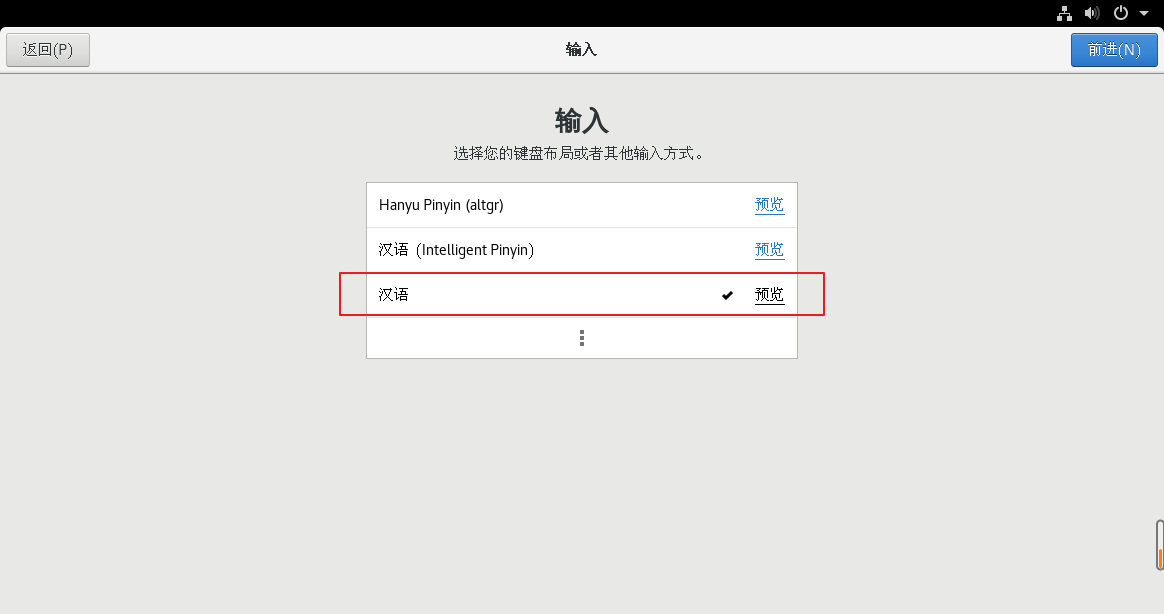 返回(P) 输入 前进(N)
输入
选择您的键盘布局或者其他输入方式。
Hanyu Pinyin (altgr) 预览
汉语 (Intelligent Pinyin) 预览
汉语 预览